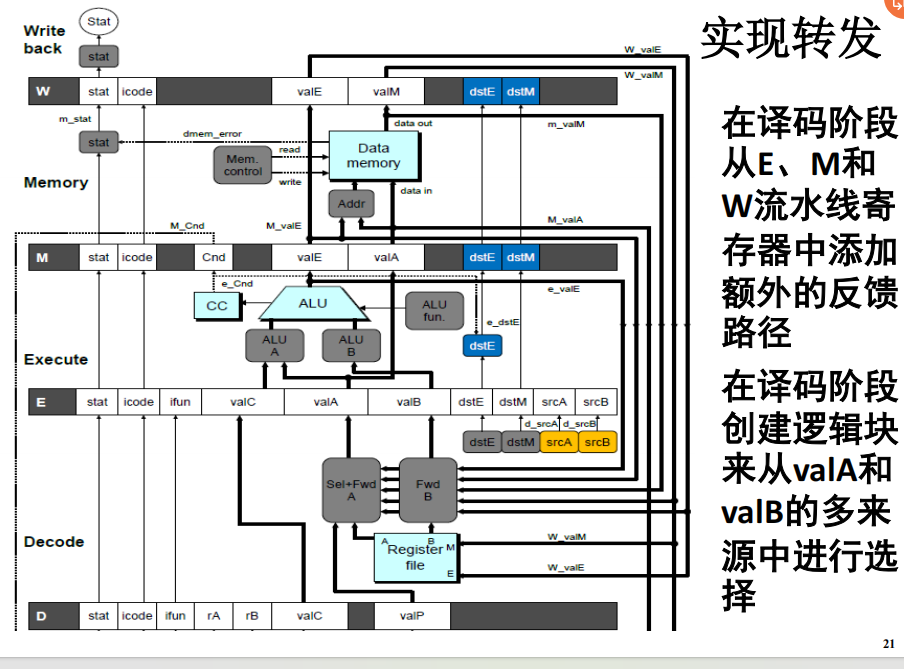 实现转发
Write
back
Stat
stat
W_valE
W_valM
W stat icode valE valM dstE dstM
m_stat
stat
dmem_error
data out
m_valM
Mem.
control
read
write
Data
memory
Memory
data in
Addr
M_Cnd
M_valE
M_valA
M stat icode Cnd valE valA dstE dstM
e_Cnd
e_valE
CC
ALU
ALU
fun.
e_dstE
ALU
A
ALU
B
dstE
Execute
E stat icode ifun valC valA valB dstE dstM srcA srcB
d_srcA d_srcB
dstE dstM srcA srcB
Sel+Fwd
A
Fwd
B
Decode
A B
Register
file
M
E
W_valM
W_valE
D stat icode ifun rA rB valC valP
在译码阶段
从E、M和
W流水线寄
存器中添加
额外的反馈
路径
在译码阶段
创建逻辑块
来从valA和
valB的多来
源中进行选
择
21